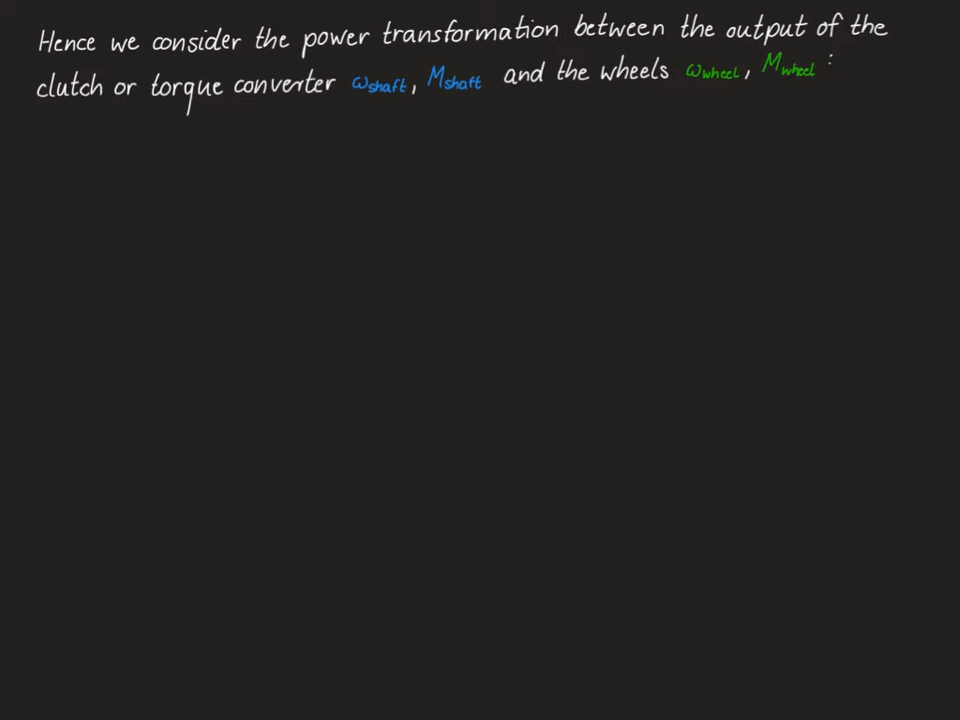 Hence we consider the power transformation between the output of the
clutch or torque converter ωshaft, Mshaft and the wheels ωwheel, Mwheel :